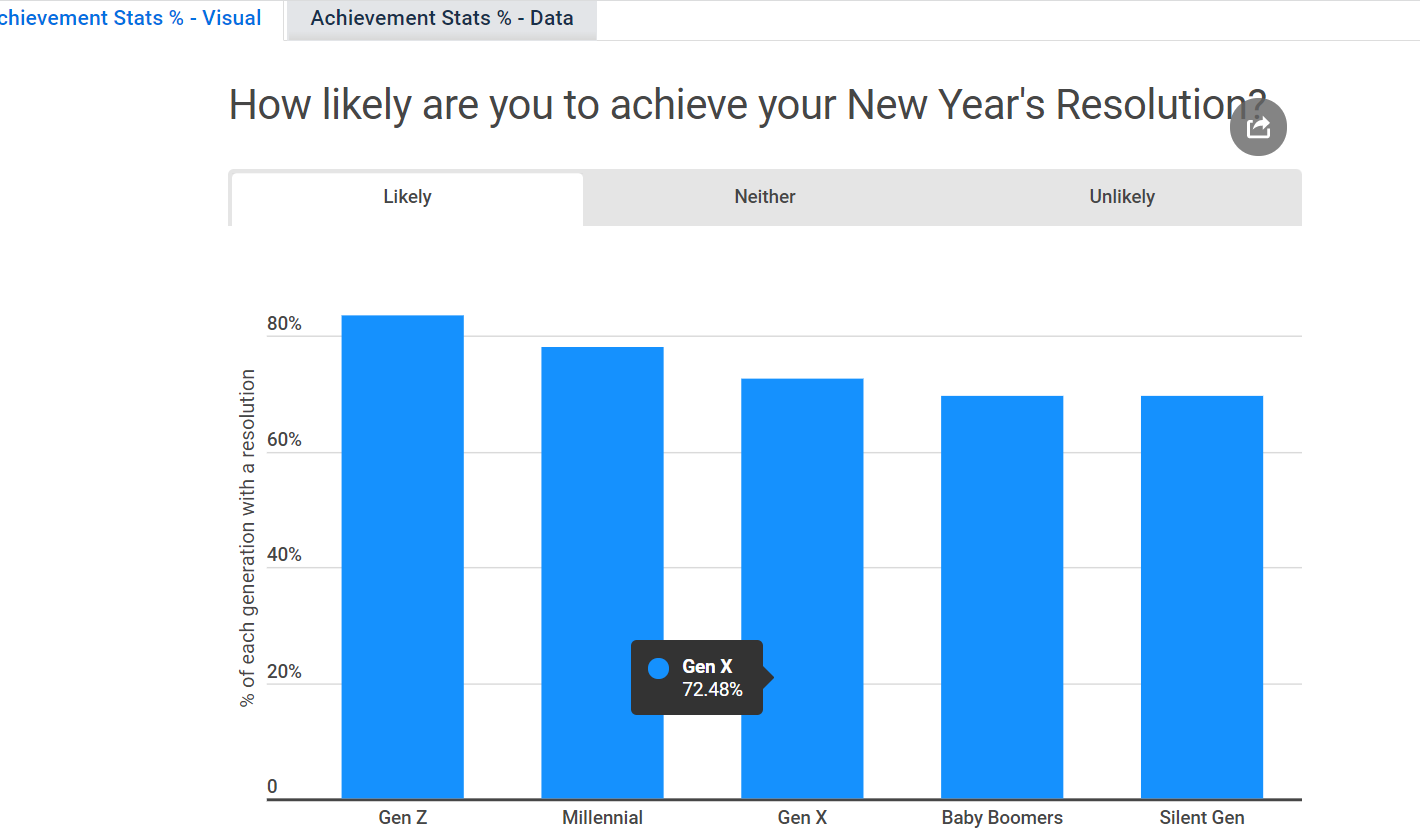 chievement Stats % - Visual
Achievement Stats % - Data
How likely are you to achieve your New Year's Resolution?
Likely
Neither
Unlikely
% of each generation with a resolution
80%
60%
40%
20%
0
Gen X
72.48%
Gen Z
Millennial
Gen X
Baby Boomers
Silent Gen